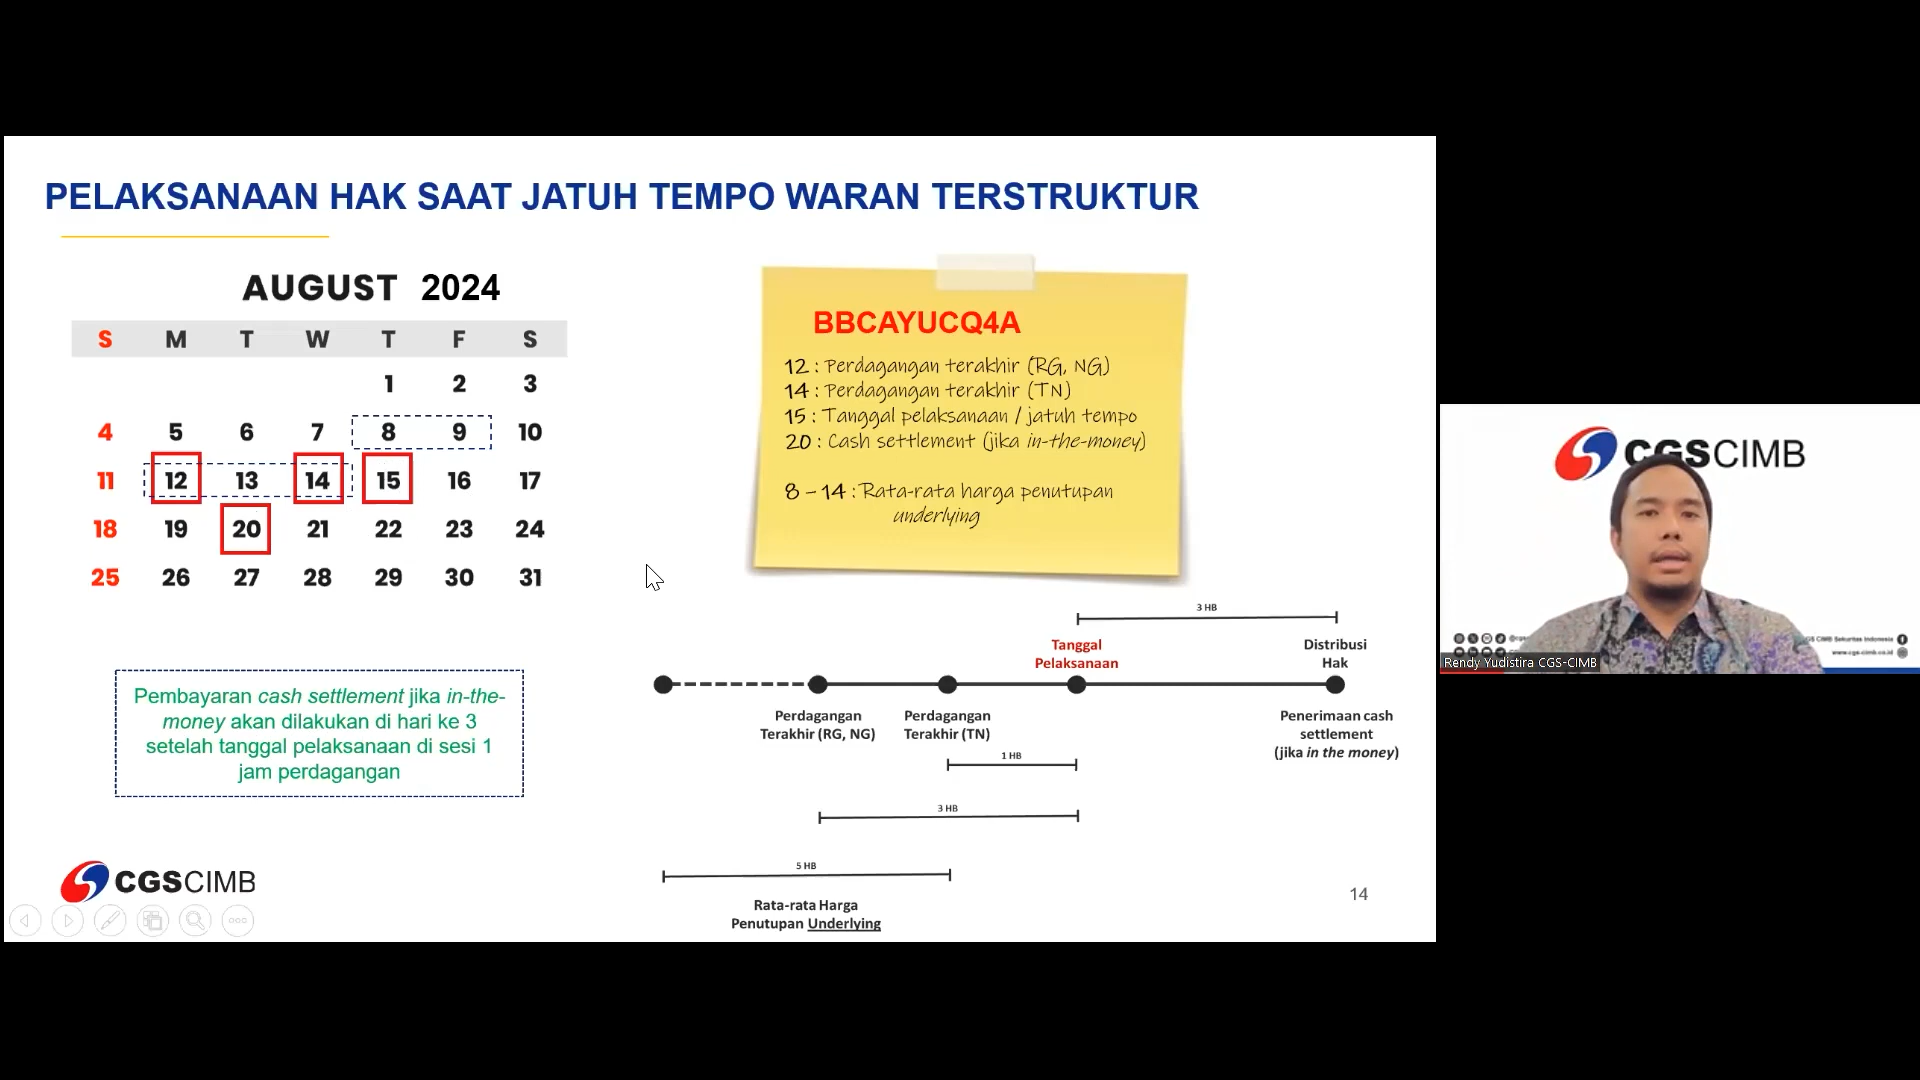 PELAKSANAAN HAK SAAT JATUH TEMPO WARAN TERSTRUKTUR
AUGUST 2024
S M T W T F S
1 2 3
4 5 6 7 8 9 10
11 12 13 14 15 16 17
18 19 20 21 22 23 24
25 26 27 28 29 30 31
Pembayaran cash settlement jika in-the-
money akan dilakukan di hari ke 3
setelah tanggal pelaksanaan di sesi 1
jam perdagangan
BBCAYUCQ4A
12 : Perdagangan terakhir (RG, NG)
14 : Perdagangan terakhir (TN)
15 : Tanggal pelaksanaan / jatuh tempo
20 : Cash settlement (jika in-the-money)
8 – 14 : Rata-rata harga penutupan
underlying
3 HB
Tanggal
Pelaksanaan
Distribusi
Hak
Perdagangan
Terakhir (RG, NG)
Perdagangan
Terakhir (TN)
Penerimaan cash
settlement
(jika in the money)
1 HB
3 HB
5 HB
Rata-rata Harga
Penutupan Underlying
CGSCIMB
14
CGSCIMB
CGS CIMB Sekuritas Indonesia
www.cgs-cimb.co.id
Rendy Yudistira CGS-CIMB